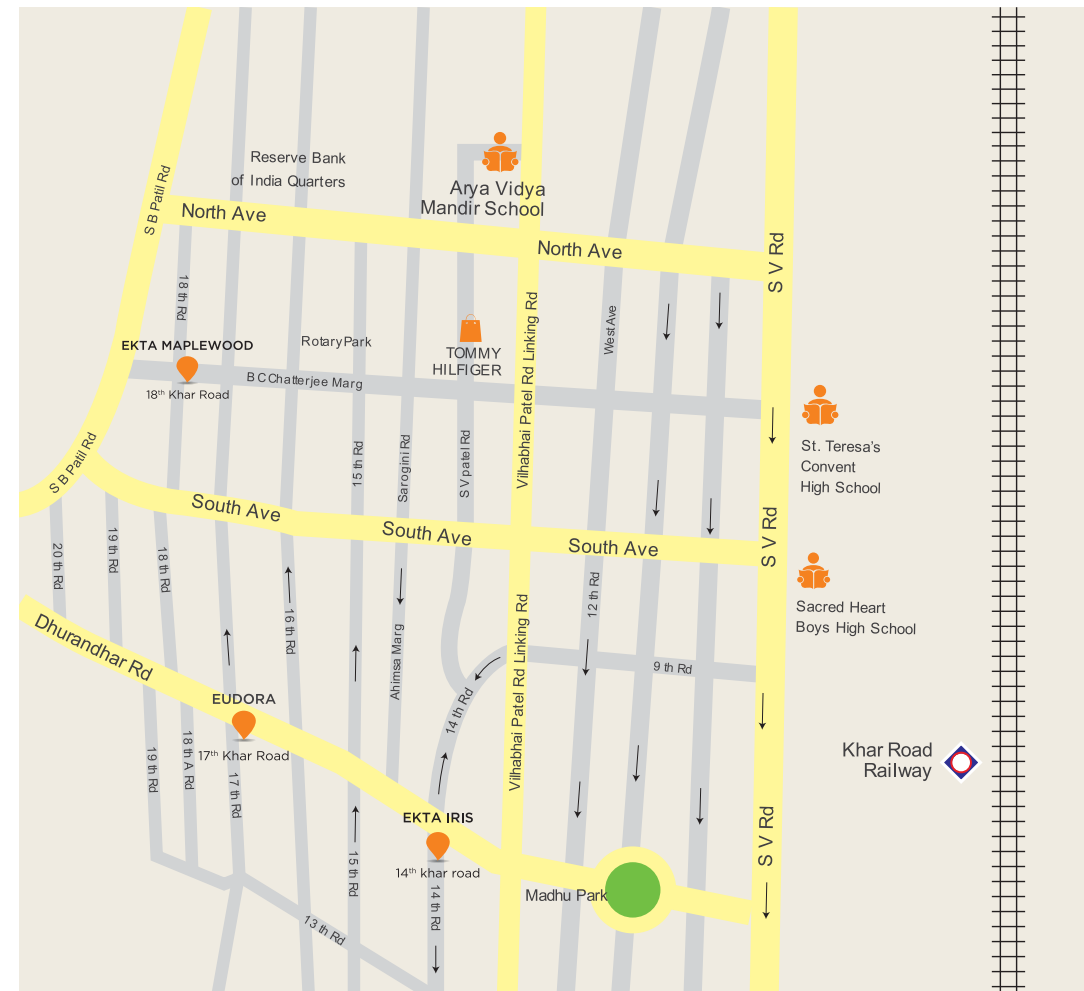 S B Patil Rd
Reserve Bank
of India Quarters
Arya Vidya
Mandir School
North Ave
North Ave
S V Rd
18 th Rd
EKTA MAPLEWOOD
18th Khar Road
RotaryPark
B C Chatterjee Marg
TOMMY
HILFIGER
Vilhabhai Patel Rd Linking Rd
West Ave
St. Teresa's
Convent
High School
S B Patil Rd
15 th Rd
Sarogini Rd
S V patel Rd
South Ave
South Ave
South Ave
S V Rd
20 th Rd
19 th Rd
18 th Rd
16 th Rd
Ahimsa Marg
12 th Rd
Sacred Heart
Boys High School
Dhurandhar Rd
9 th Rd
14 th Rd
Vilhabhai Patel Rd Linking Rd
EUDORA
17th Khar Road
19 th Rd
18 th A Rd
17 th Rd
Khar Road
Railway
EKTA IRIS
14th khar road
15 th Rd
14 th Rd
Madhu Park
S V Rd
13 th Rd